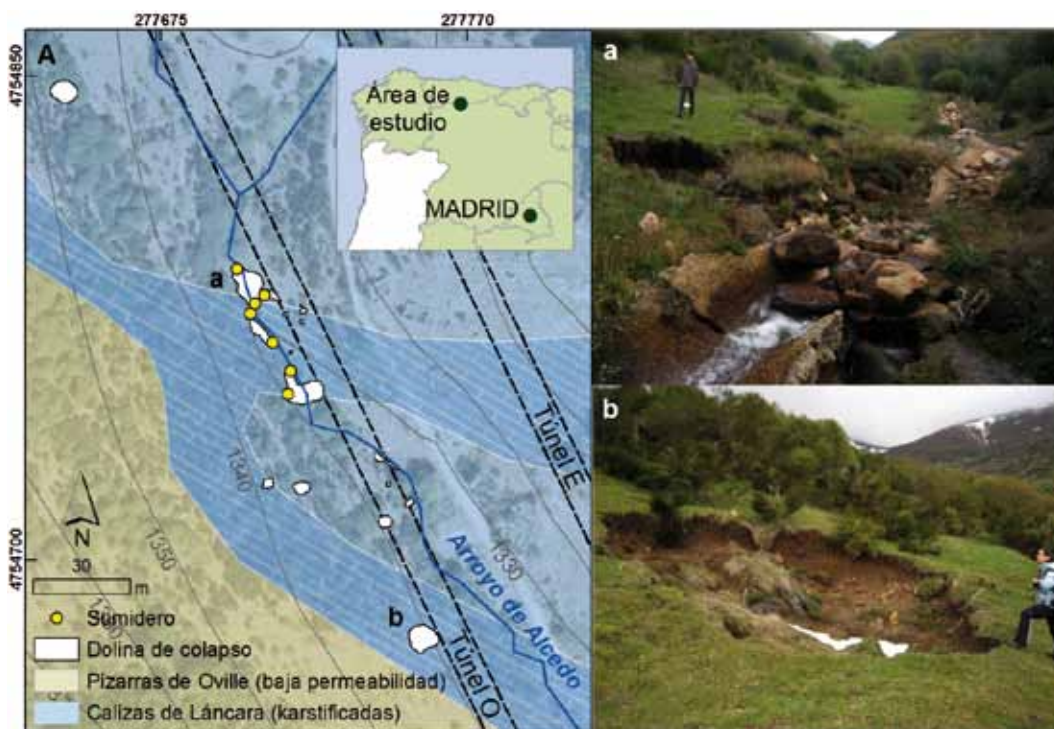 277675
277770
A
4754850
Área de
estudio
MADRID
a
Túnel E
1340
1350
1330
4754700
N
30
m
b
Arroyo de Alcedo
Túnel O
Sumidero
Dolina de colapso
Pizarras de Oville (baja permeabilidad)
Calizas de Láncara (karstificadas)
a
b